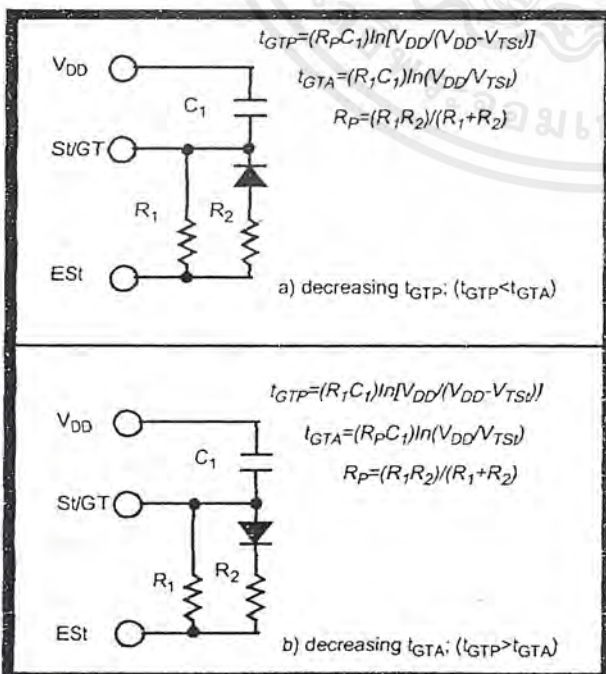 t_GTP=(R_PC_1)ln[V_DD/(V_DD-V_TSt)]
V_DD
t_GTA=(R_1C_1)ln(V_DD/V_TSt)
C_1
R_P=(R_1R_2)/(R_1+R_2)
St/GT
R_1
R_2
ESt
a) decreasing t_GTP; (t_GTP<t_GTA)
t_GTP=(R_1C_1)ln[V_DD/(V_DD-V_TSt)]
V_DD
t_GTA=(R_PC_1)ln(V_DD/V_TSt)
C_1
R_P=(R_1R_2)/(R_1+R_2)
St/GT
R_1
R_2
ESt
b) decreasing t_GTA; (t_GTP>t_GTA)